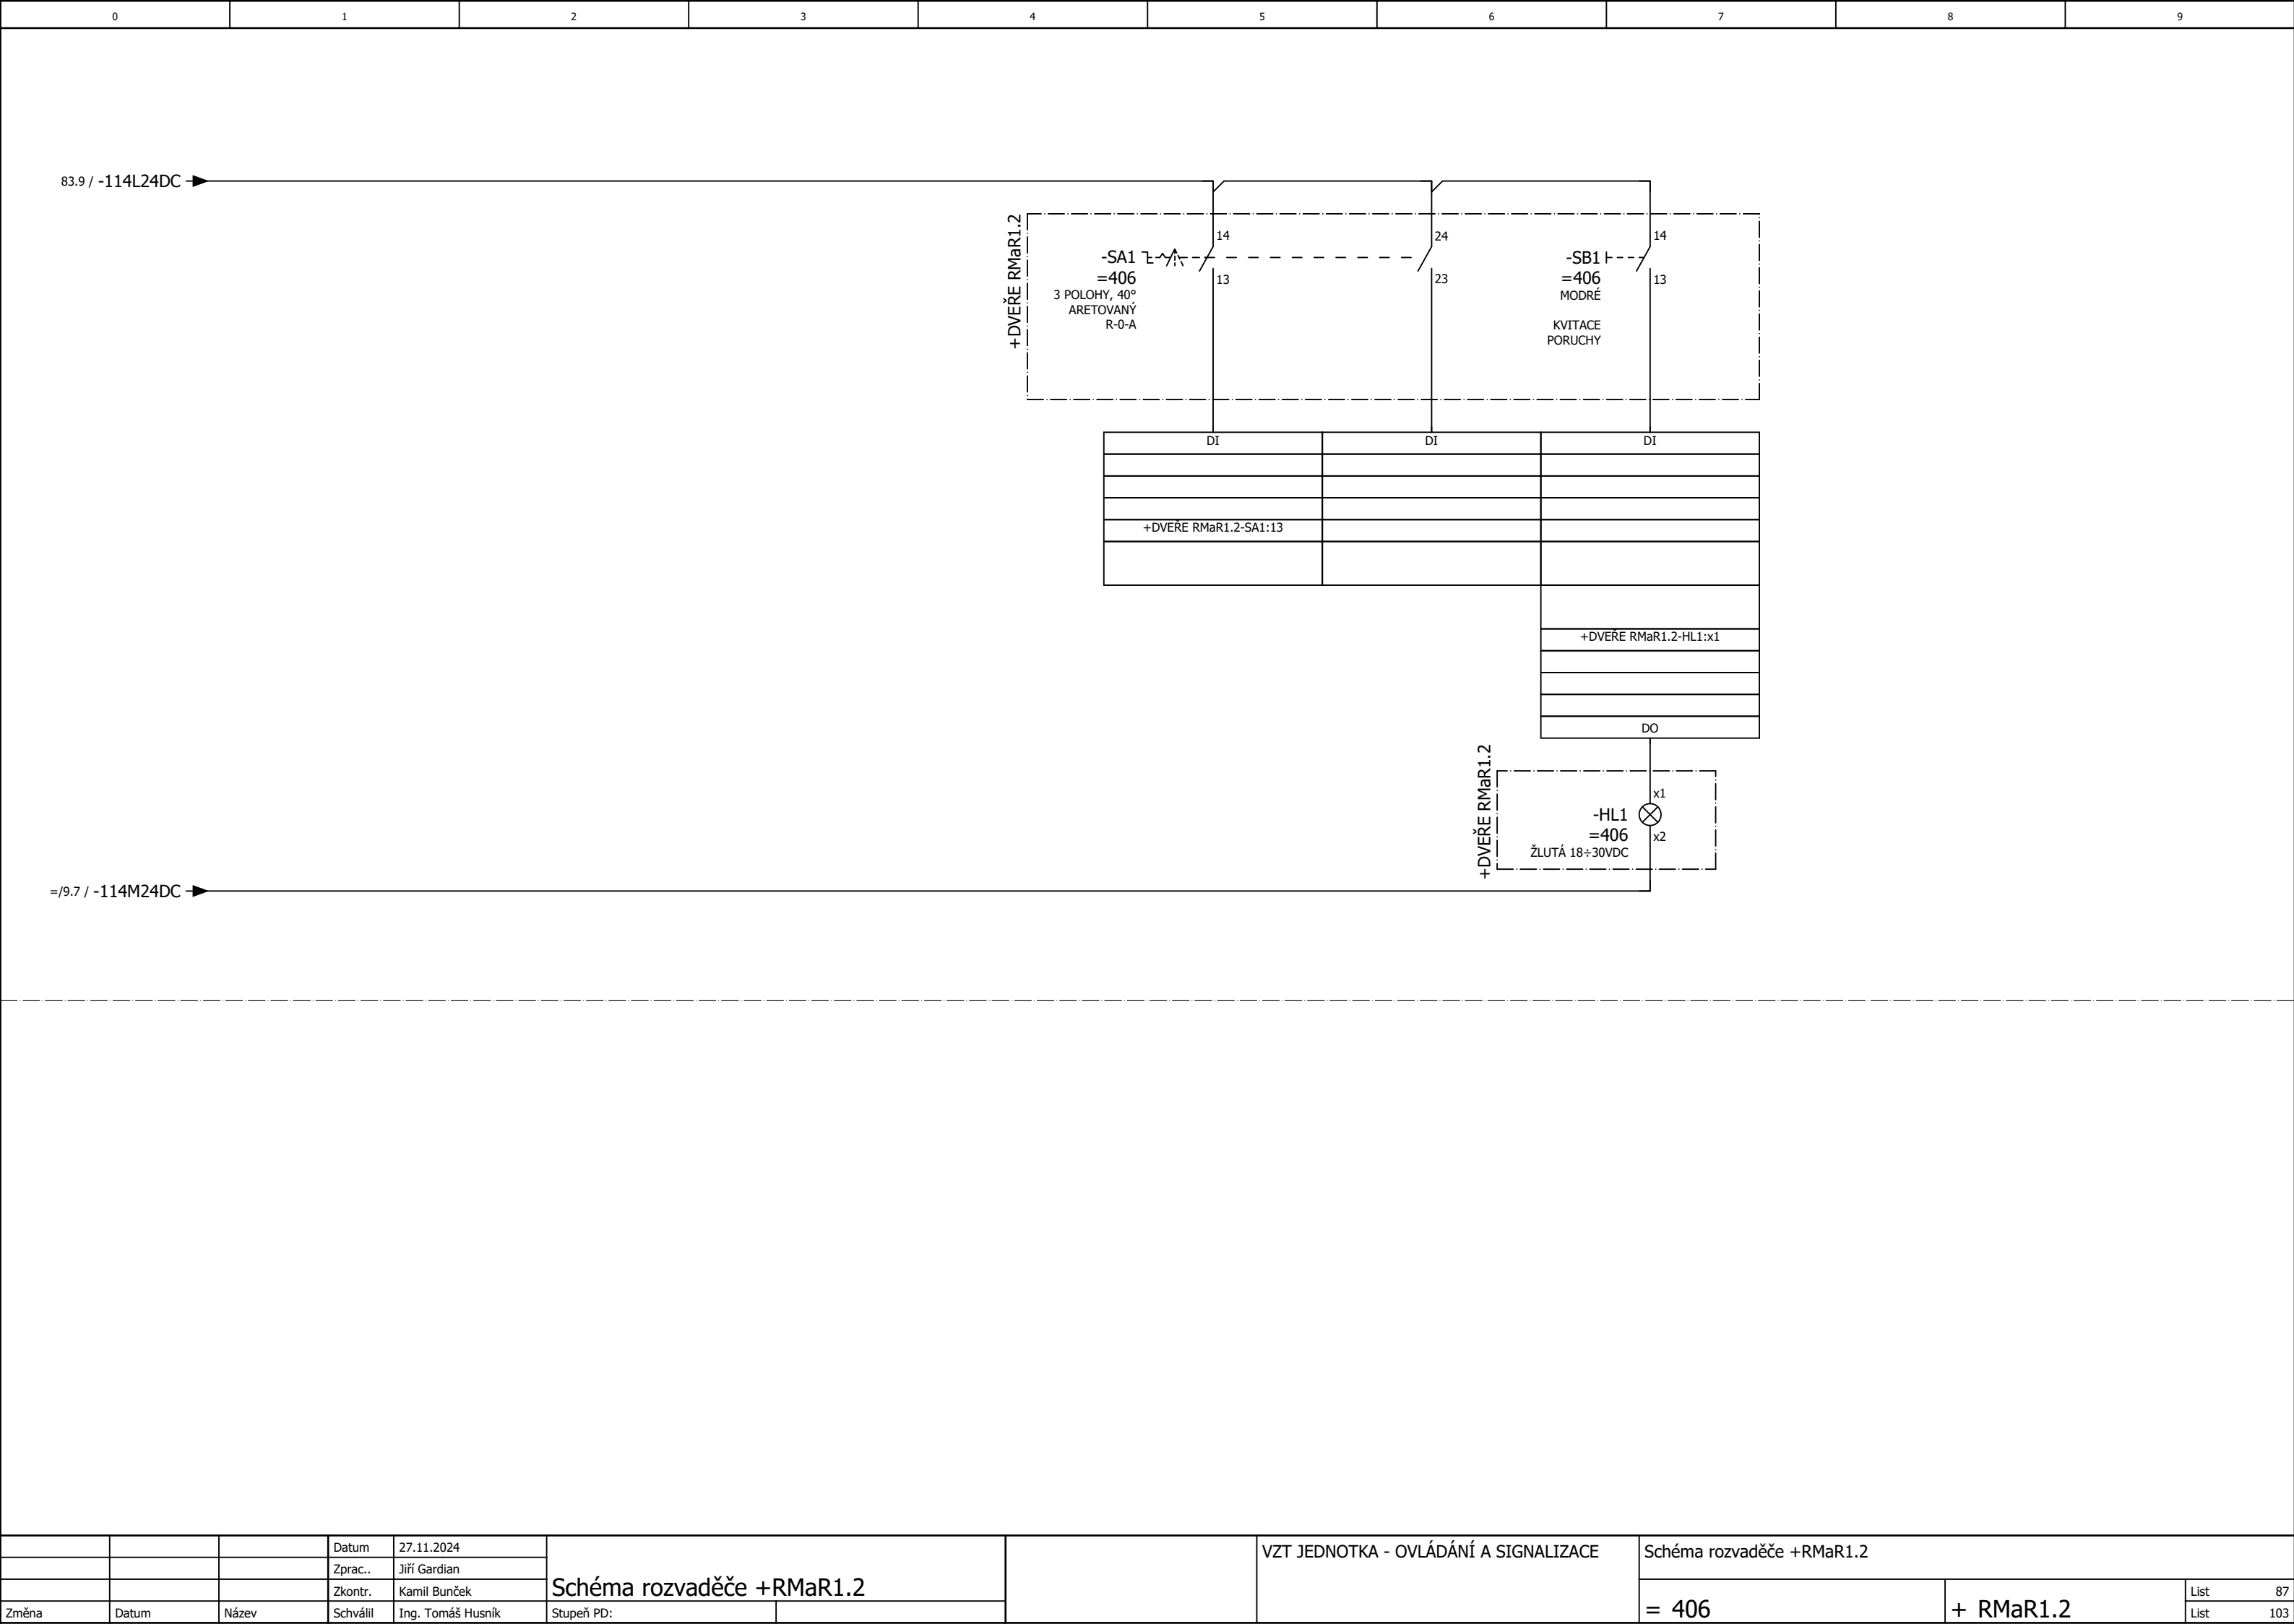 0 1 2 3 4 5 6 7 8 9
83.9 / -114L24DC
+DVEŘE RMaR1.2
-SA1
=406
3 POLOHY, 40°
ARETOVANÝ
R-0-A
14
13
24
23
-SB1
=406
MODRÉ
KVITACE
PORUCHY
14
13
DI DI DI
+DVEŘE RMaR1.2-SA1:13
+DVEŘE RMaR1.2-HL1:x1
DO
+DVEŘE RMaR1.2
-HL1
=406
ŽLUTÁ 18÷30VDC
x1
x2
=/9.7 / -114M24DC
Změna Datum Název
Datum 27.11.2024
Zprac.. Jiří Gardian
Zkontr. Kamil Bunček
Schválil Ing. Tomáš Husník
Schéma rozvaděče +RMaR1.2
Stupeň PD:
VZT JEDNOTKA - OVLÁDÁNÍ A SIGNALIZACE
Schéma rozvaděče +RMaR1.2
= 406
+ RMaR1.2
List 87
List 103